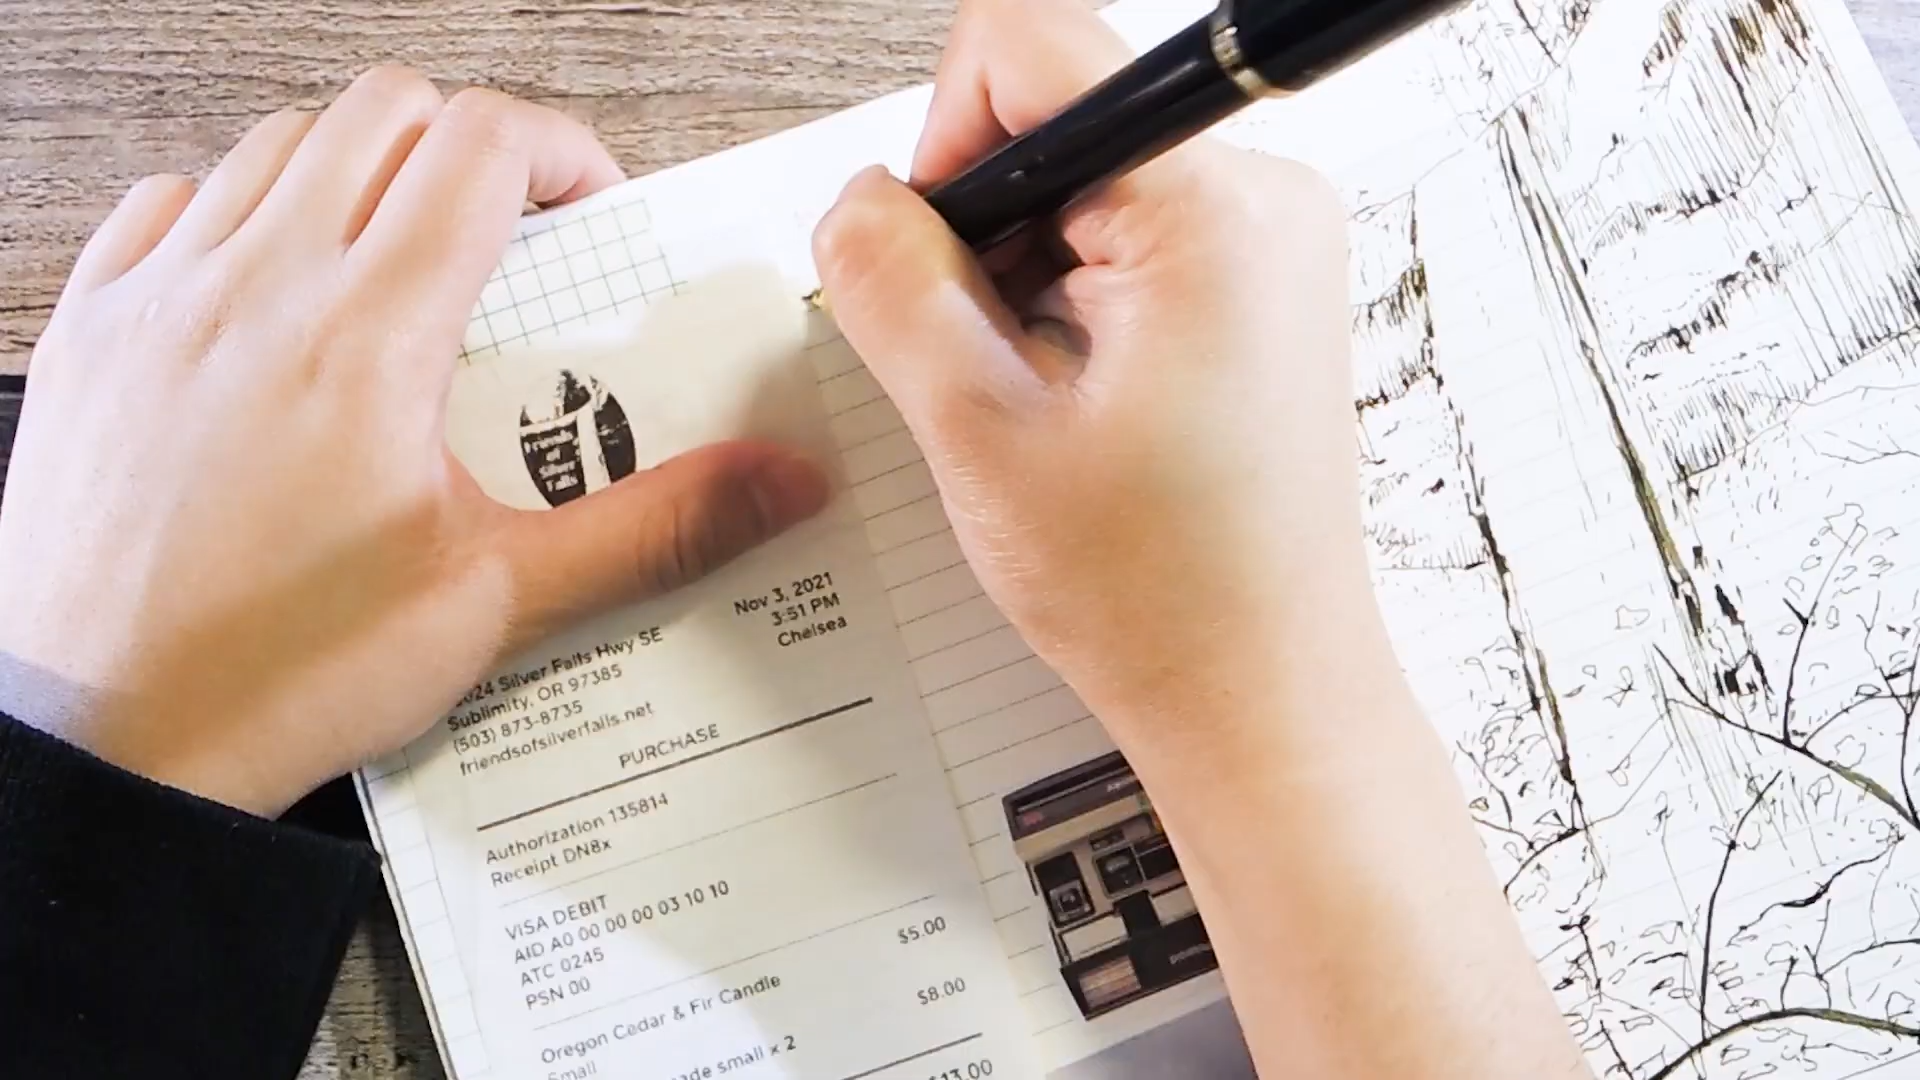 Friends
of
Silver
Falls
Nov 3, 2021
3:51 PM
Chelsea
Silver Falls Hwy SE
Sublimity, OR 97385
(503) 873-8735
friendsofsilverfalls.net
PURCHASE
Authorization 135814
Receipt DN8x
VISA DEBIT
AID A0 00 00 00 03 10 10
ATC 0245
PSN 00
Oregon Cedar & Fir Candle $5.00
Small
small x 2 $8.00
$13.00